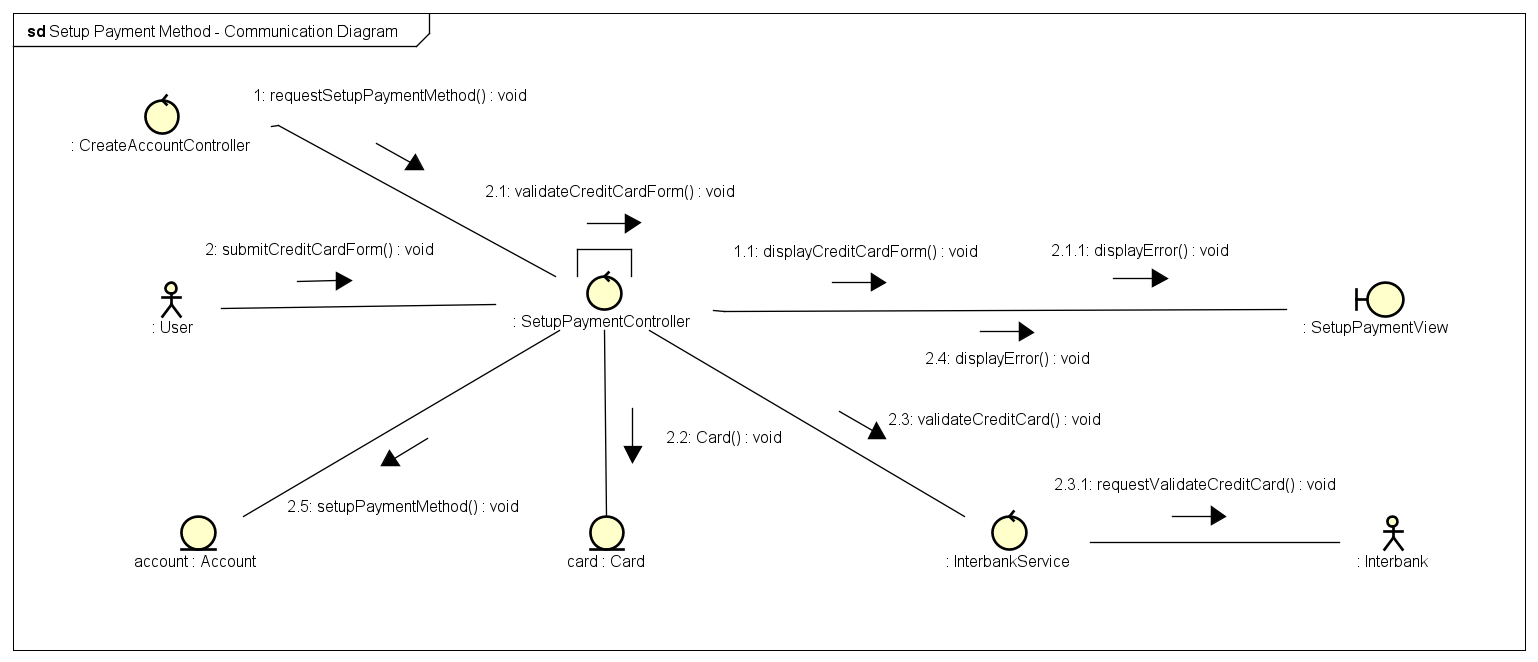 sd Setup Payment Method - Communication Diagram
1: requestSetupPaymentMethod() : void
: CreateAccountController
2.1: validateCreditCardForm() : void
2: submitCreditCardForm() : void
1.1: displayCreditCardForm() : void
2.1.1: displayError() : void
: User
: SetupPaymentController
: SetupPaymentView
2.4: displayError() : void
2.3: validateCreditCard() : void
2.2: Card() : void
2.3.1: requestValidateCreditCard() : void
2.5: setupPaymentMethod() : void
account : Account
card : Card
: InterbankService
: Interbank